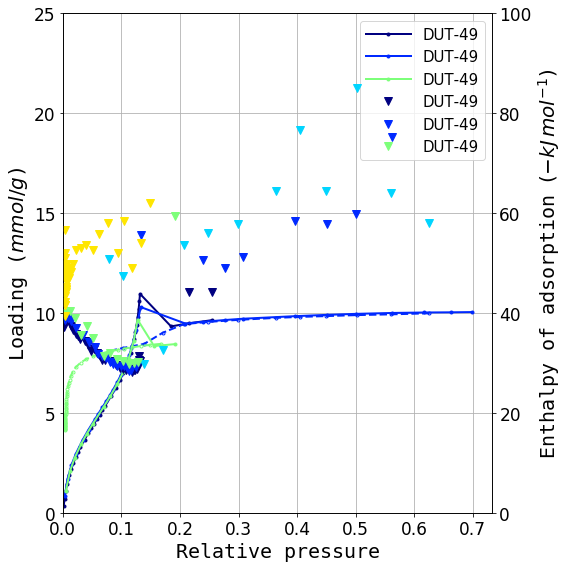 25
100
DUT-49
DUT-49
DUT-49
DUT-49
DUT-49
DUT-49
20
80
15
60
10
40
5
20
0
0
0.0 0.1 0.2 0.3 0.4 0.5 0.6 0.7
Relative pressure
Loading (mmol/g)
Enthalpy of adsorption (−kJmol⁻¹)